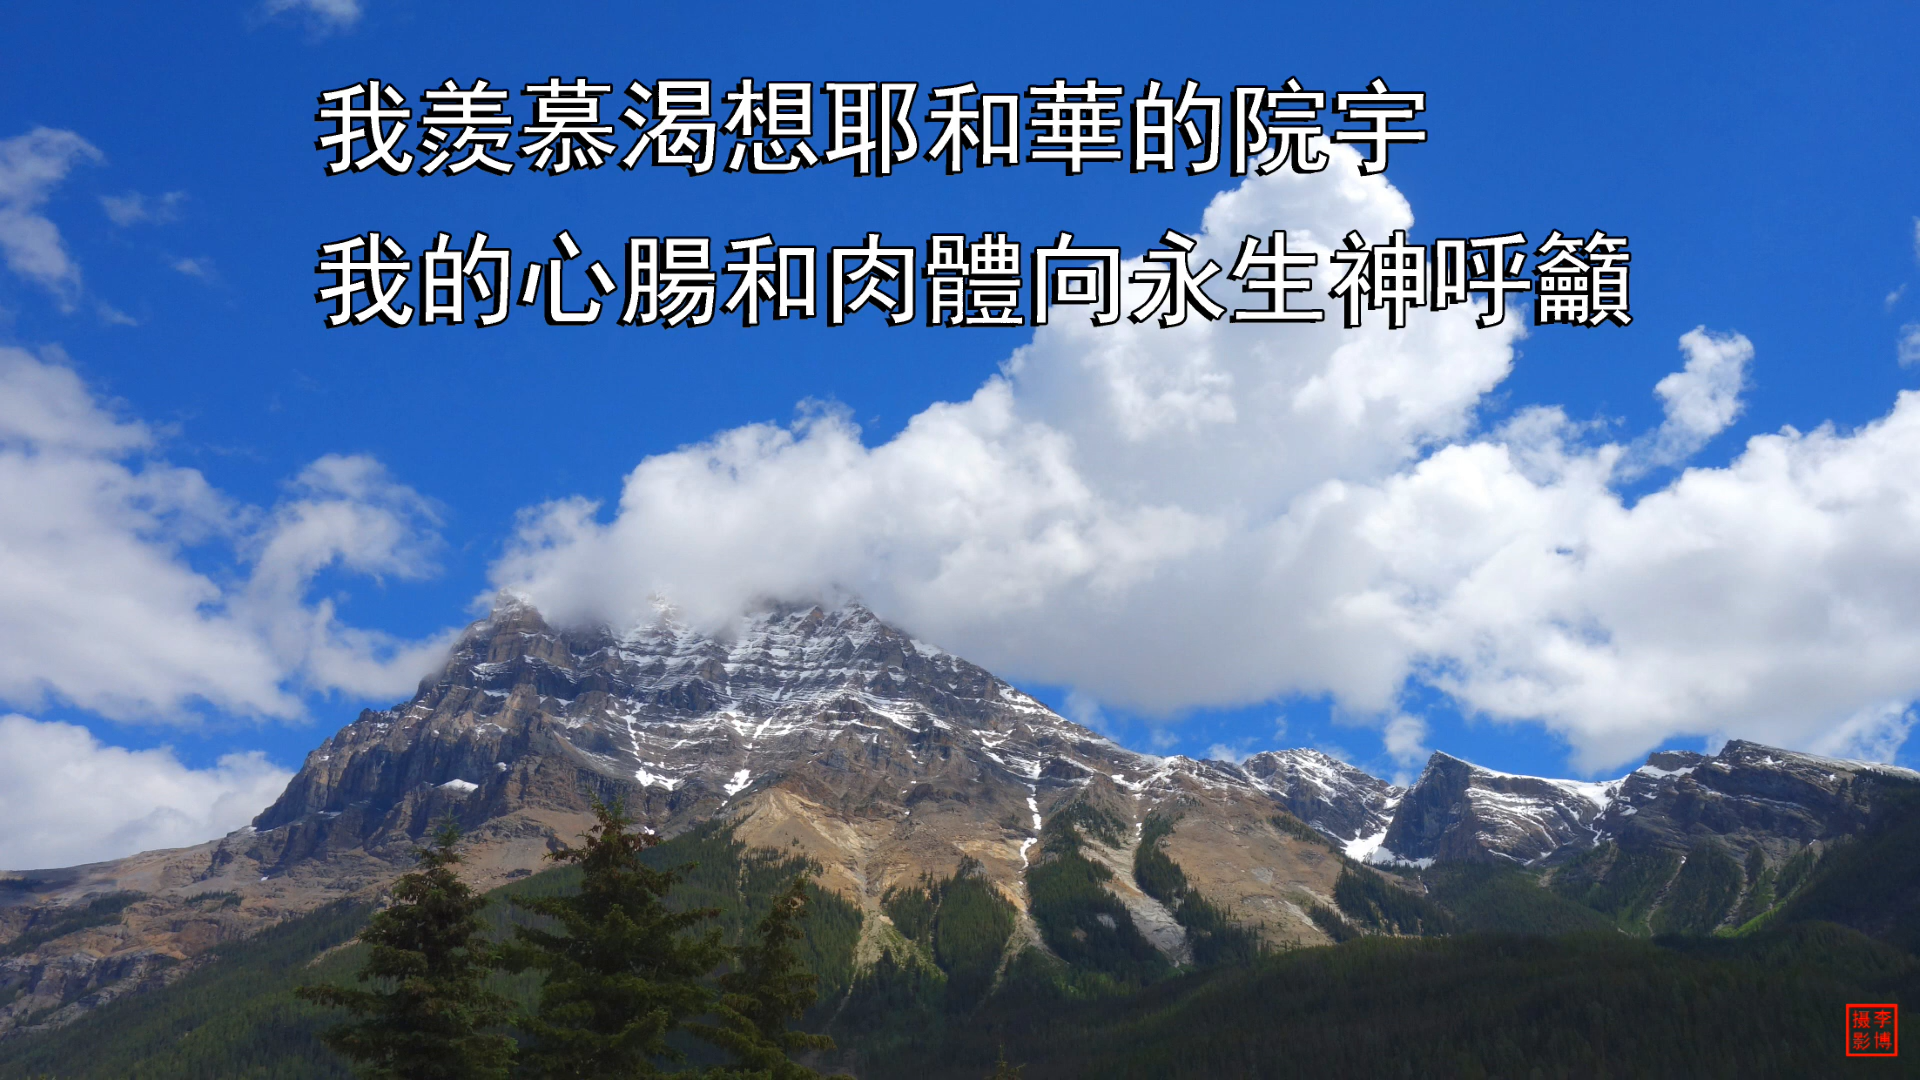 我羨慕渴想耶和華的院宇
我的心腸和肉體向永生神呼籲
李博
摄影